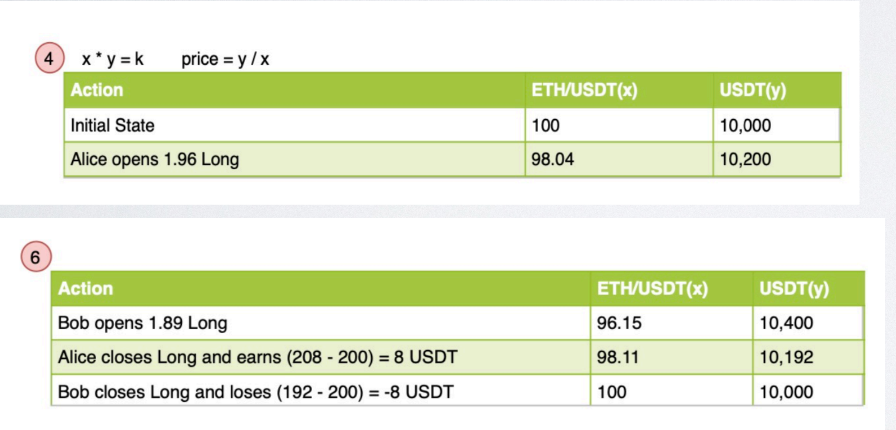 4 x * y = k price = y / x
Action ETH/USDT(x) USDT(y)
Initial State 100 10,000
Alice opens 1.96 Long 98.04 10,200
6
Action ETH/USDT(x) USDT(y)
Bob opens 1.89 Long 96.15 10,400
Alice closes Long and earns (208 - 200) = 8 USDT 98.11 10,192
Bob closes Long and loses (192 - 200) = -8 USDT 100 10,000